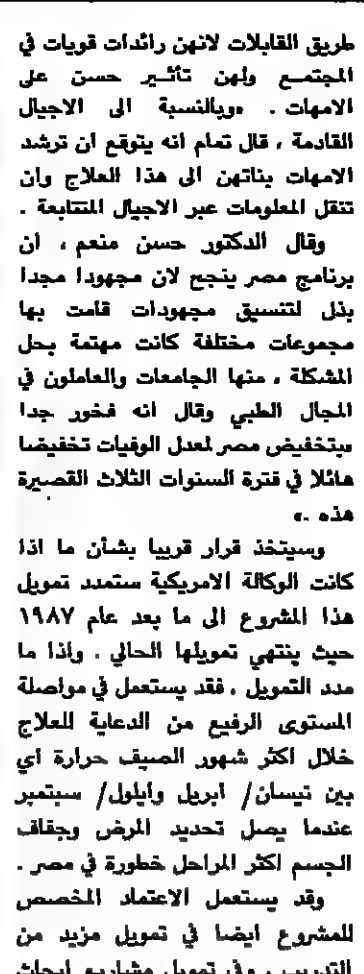 طريق القابلات لانهن رائدات قويات في
المجتمع ولهن تأثير حسن على
الامهات . «وبالنسبة الى الاجيال
القادمة ، قال تمام انه يتوقع ان ترشد
الامهات بناتهن الى هذا العلاج وان
تنقل المعلومات عبر الاجيال المتتابعة .
وقال الدكتور حسن منعم ، ان
برنامج مصر ينجح لان مجهودا مجدا
بذل لتنسيق مجهودات قامت بها
مجموعات مختلفة كانت مهتمة بحل
المشكلة ، منها الجامعات والعاملون في
المجال الطبي وقال انه فخور جدا
«بتخفيض مصر لمعدل الوفيات تخفيضا
هائلا في فترة السنوات الثلاث القصيرة
هذه .»
وسيتخذ قرار قريبا بشأن ما اذا
كانت الوكالة الامريكية ستمدد تمويل
هذا المشروع الى ما بعد عام ١٩٨٧
حيث ينتهي تمويلها الحالي . واذا ما
مدد التمويل ، فقد يستعمل في مواصلة
المستوى الرفيع من الدعاية للعلاج
خلال اكثر شهور الصيف حرارة اي
بين نيسان/ ابريل وايلول/ سبتمبر
عندما يصل تحديد المرض وجفاف
الجسم اكثر المراحل خطورة في مصر .
وقد يستعمل الاعتماد المخصص
للمشروع ايضا في تمويل مزيد من
التدريب ، وفي تمويل مشاريع ابحاث